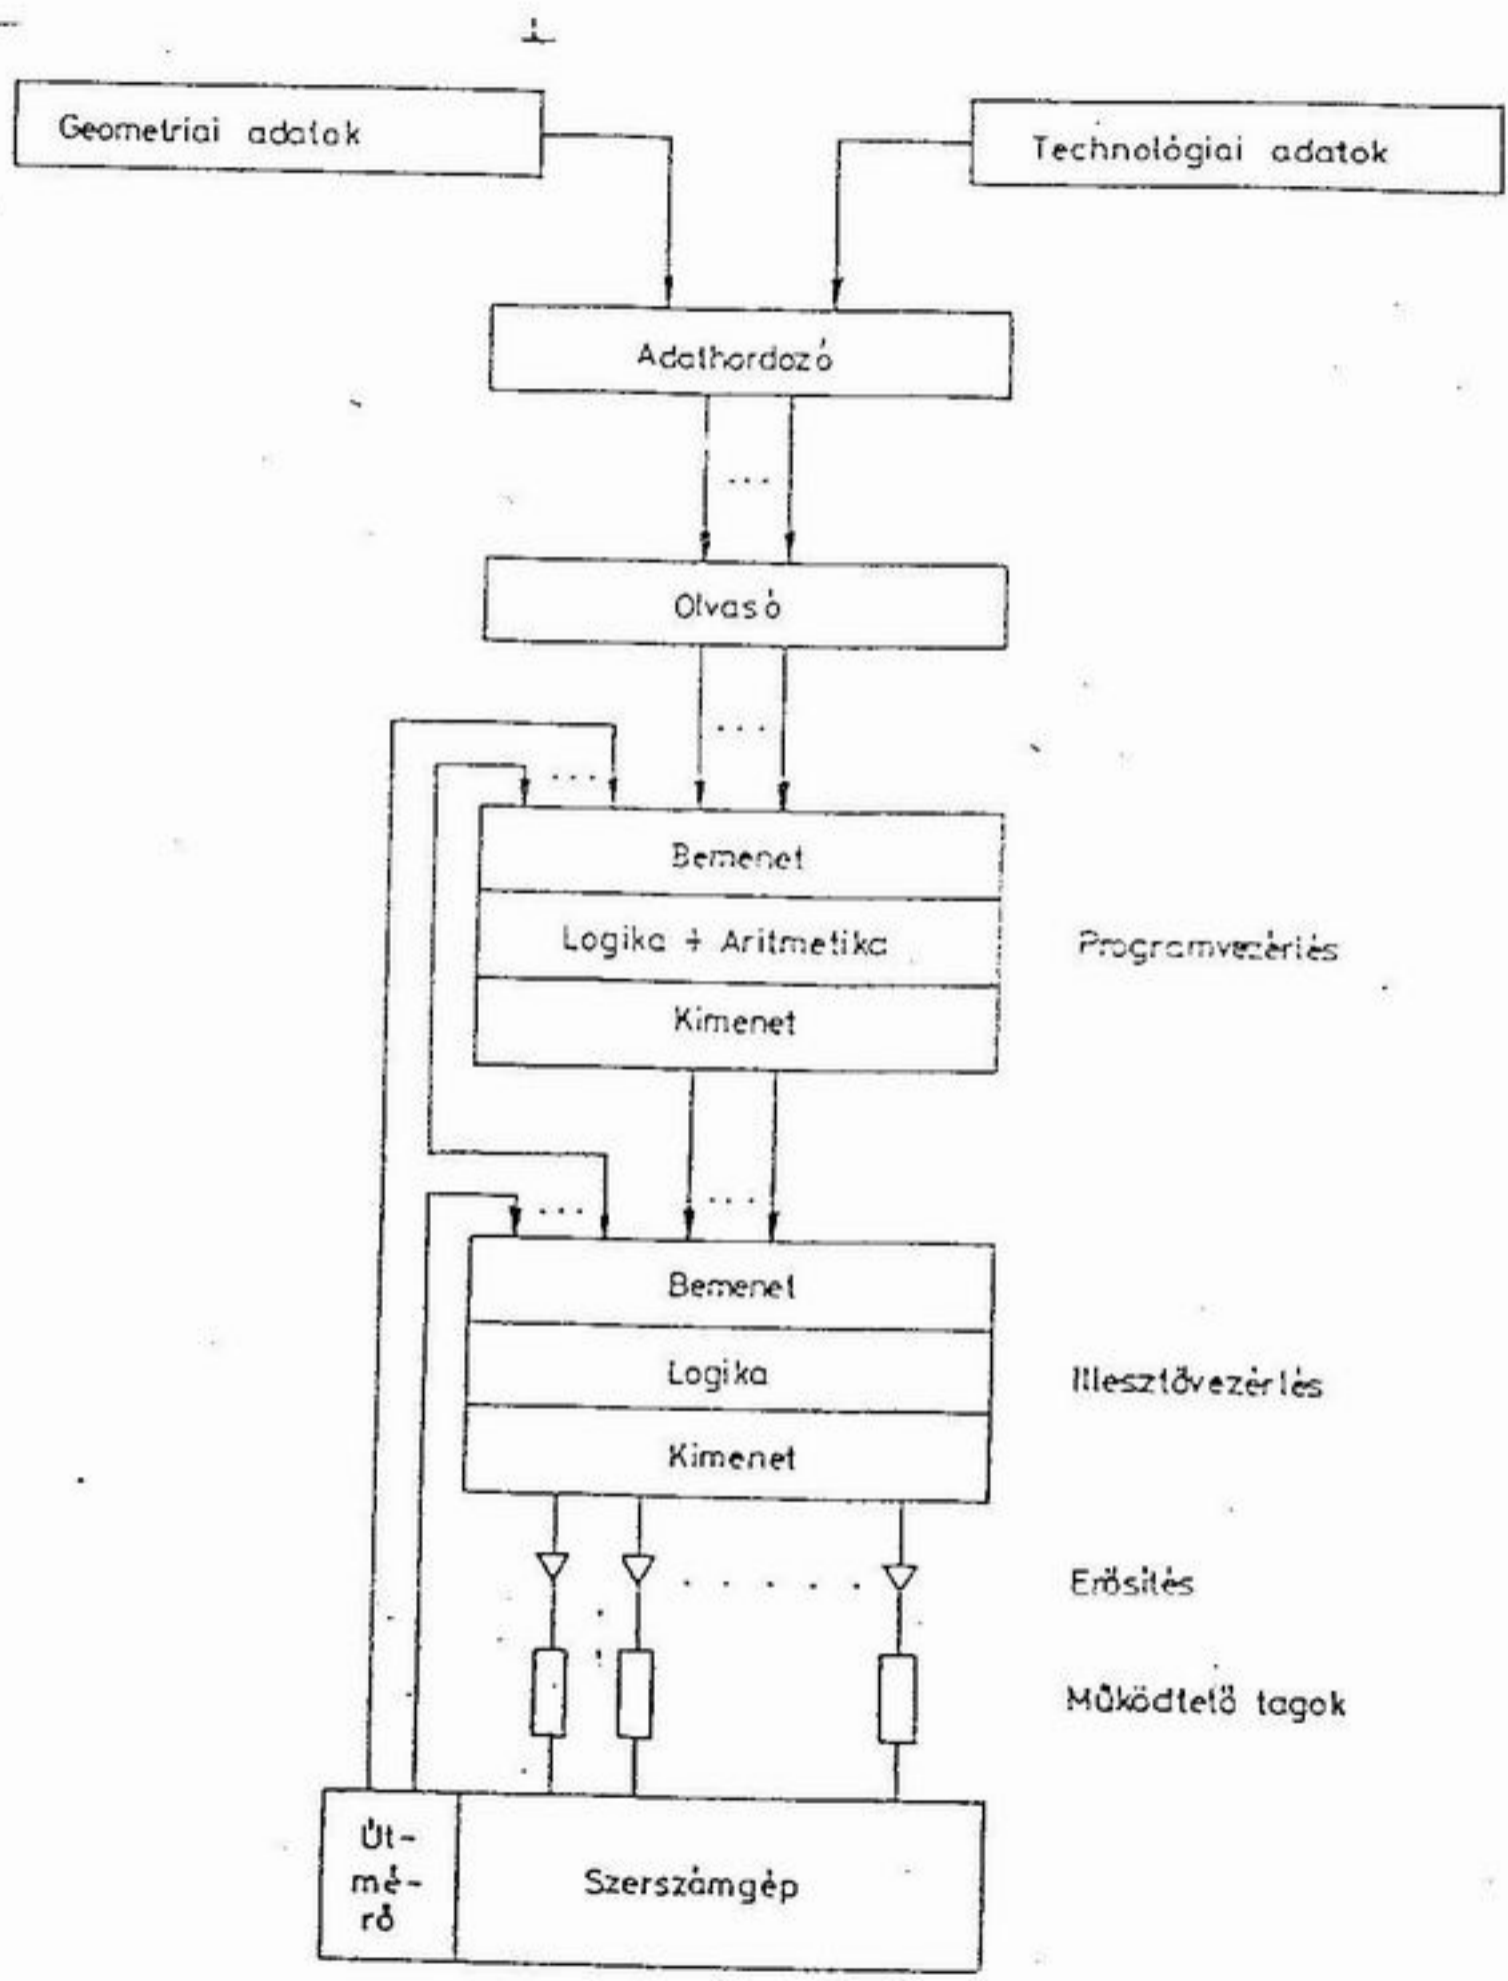 Geometriai adatok
Technológiai adatok
Adathordozó
...
Olvasó
...
...
Bemenet
Logika + Aritmetika
Programvezérlés
Kimenet
...
...
Bemenet
Logika
Illesztővezérlés
Kimenet
Erősítés
Működtető tagok
Út-
mé-
rő
Szerszámgép